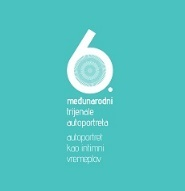 6.
međunarodni
trijenale
autoportreta
autoportret
kao intimni
vremeplov